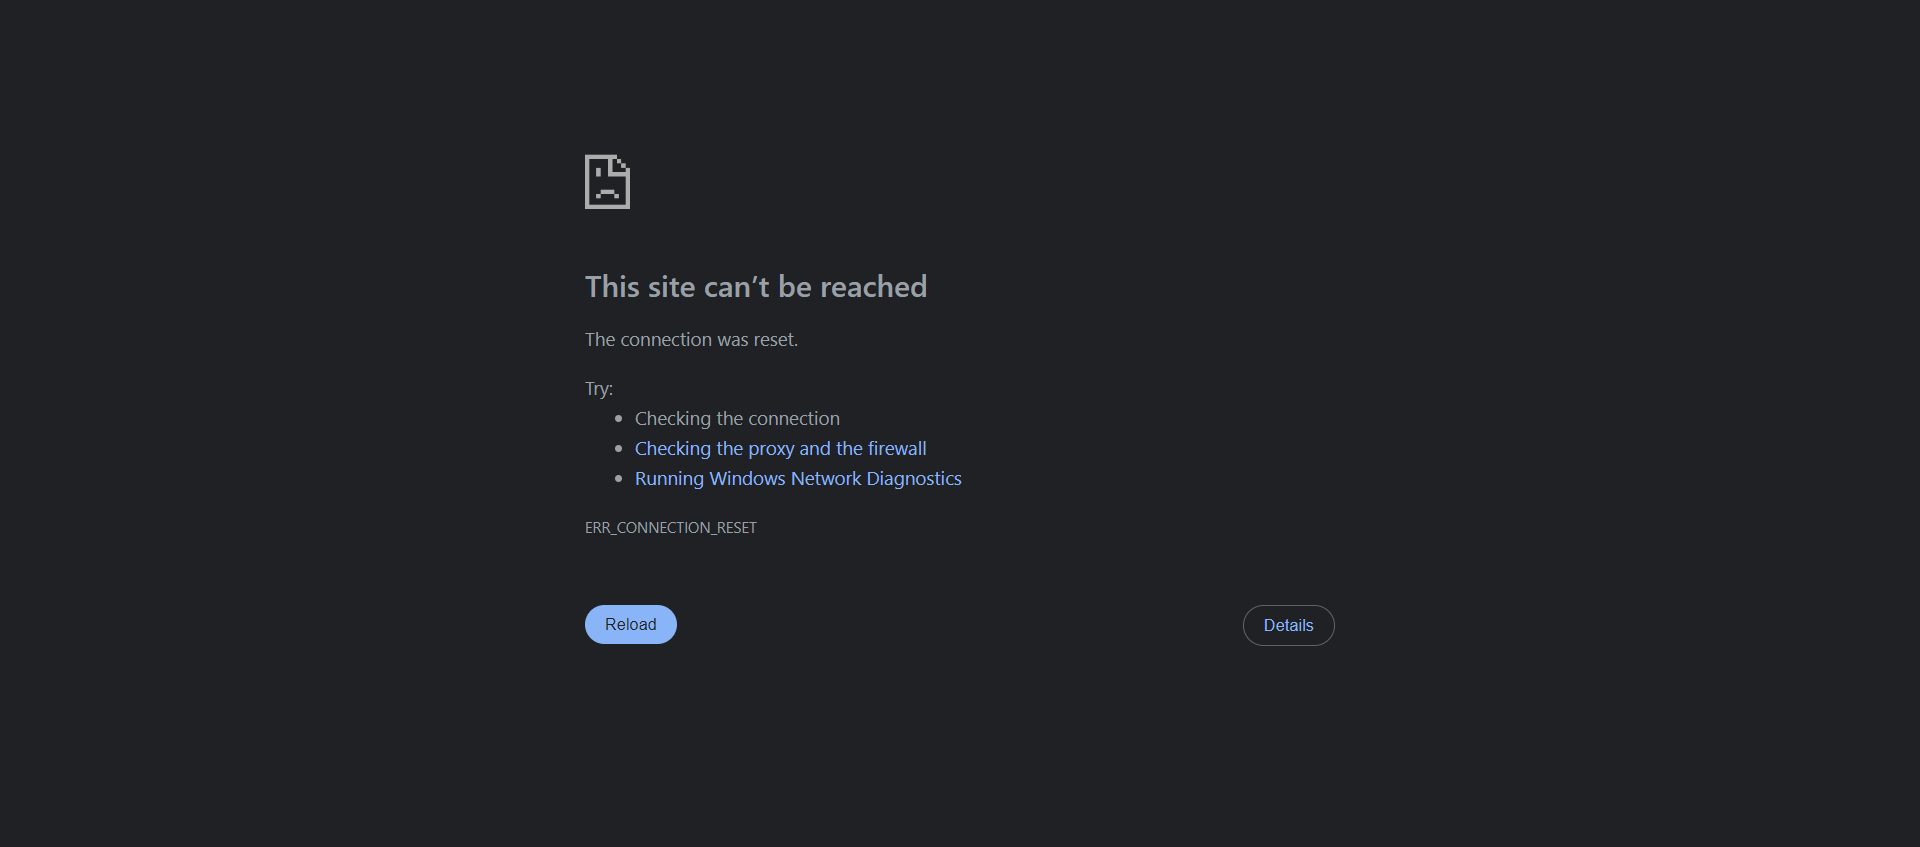 This site can’t be reached
The connection was reset.
Try:
Checking the connection
Checking the proxy and the firewall
Running Windows Network Diagnostics
ERR_CONNECTION_RESET
Reload
Details